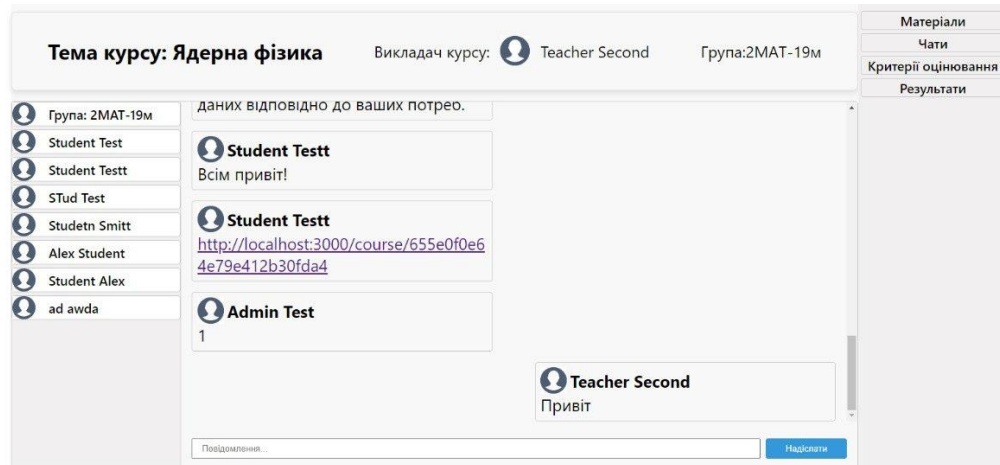 Тема курсу: Ядерна фізика
Викладач курсу: Teacher Second
Група:2МАТ-19м
Матеріали
Чати
Критерії оцінювання
Результати
Група: 2МАТ-19м
Student Test
Student Testt
STud Test
Studetn Smitt
Alex Student
Student Alex
ad awda
даних відповідно до ваших потреб.
Student Testt
Всім привіт!
Student Testt
http://localhost:3000/course/655e0f0e6
4e79e412b30fda4
Admin Test
1
Teacher Second
Привіт
Повідомлення...
Надіслати